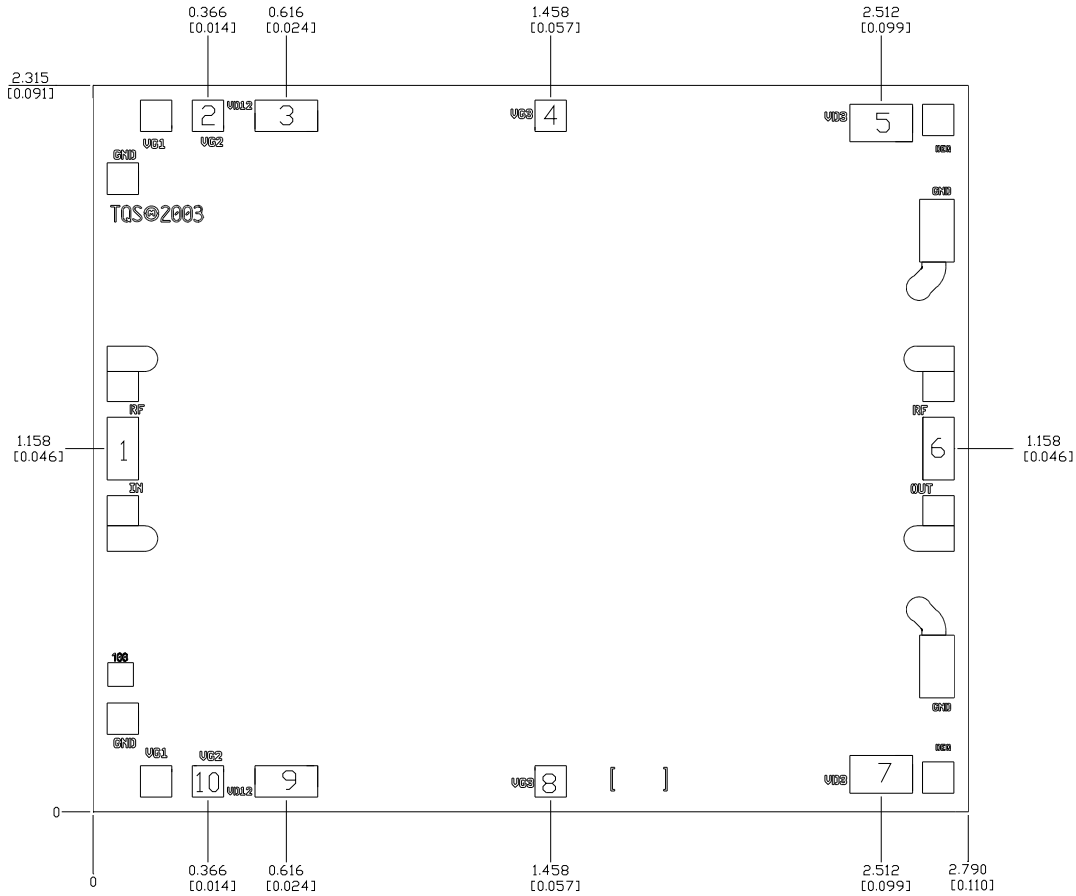 0.366
[0.014]
0.616
[0.024]
1.458
[0.057]
2.512
[0.099]
2.315
[0.091]
VG1
2
VG2
VD12
3
VG3
4
VD3
5
GND
GND
TQS©2003
RF
1
IN
1.158
[0.046]
RF
6
OUT
1.158
[0.046]
100
GND
GND
VG1
VG2
10
VD12
9
VG3
8
[ ]
VD3
7
0
0
0.366
[0.014]
0.616
[0.024]
1.458
[0.057]
2.512
[0.099]
2.790
[0.110]